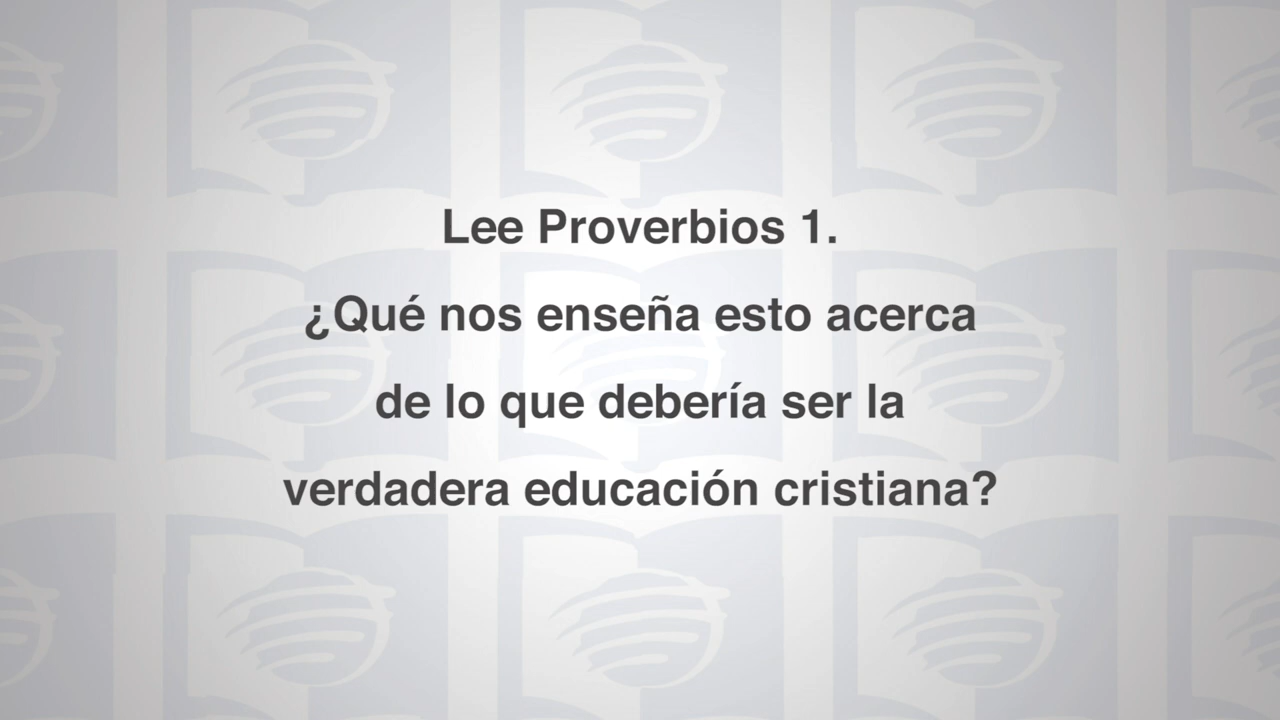 Lee Proverbios 1.
¿Qué nos enseña esto acerca
de lo que debería ser la
verdadera educación cristiana?